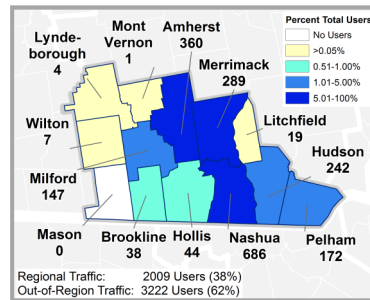 Lynde-
borough
4
Mont
Vernon
1
Amherst
360
Merrimack
289
Percent Total Users
No Users
>0.05%
0.51-1.00%
1.01-5.00%
5.01-100%
Wilton
7
Litchfield
19
Hudson
242
Milford
147
Mason
0
Brookline
38
Hollis
44
Nashua
686
Pelham
172
Regional Traffic: 2009 Users (38%)
Out-of-Region Traffic: 3222 Users (62%)